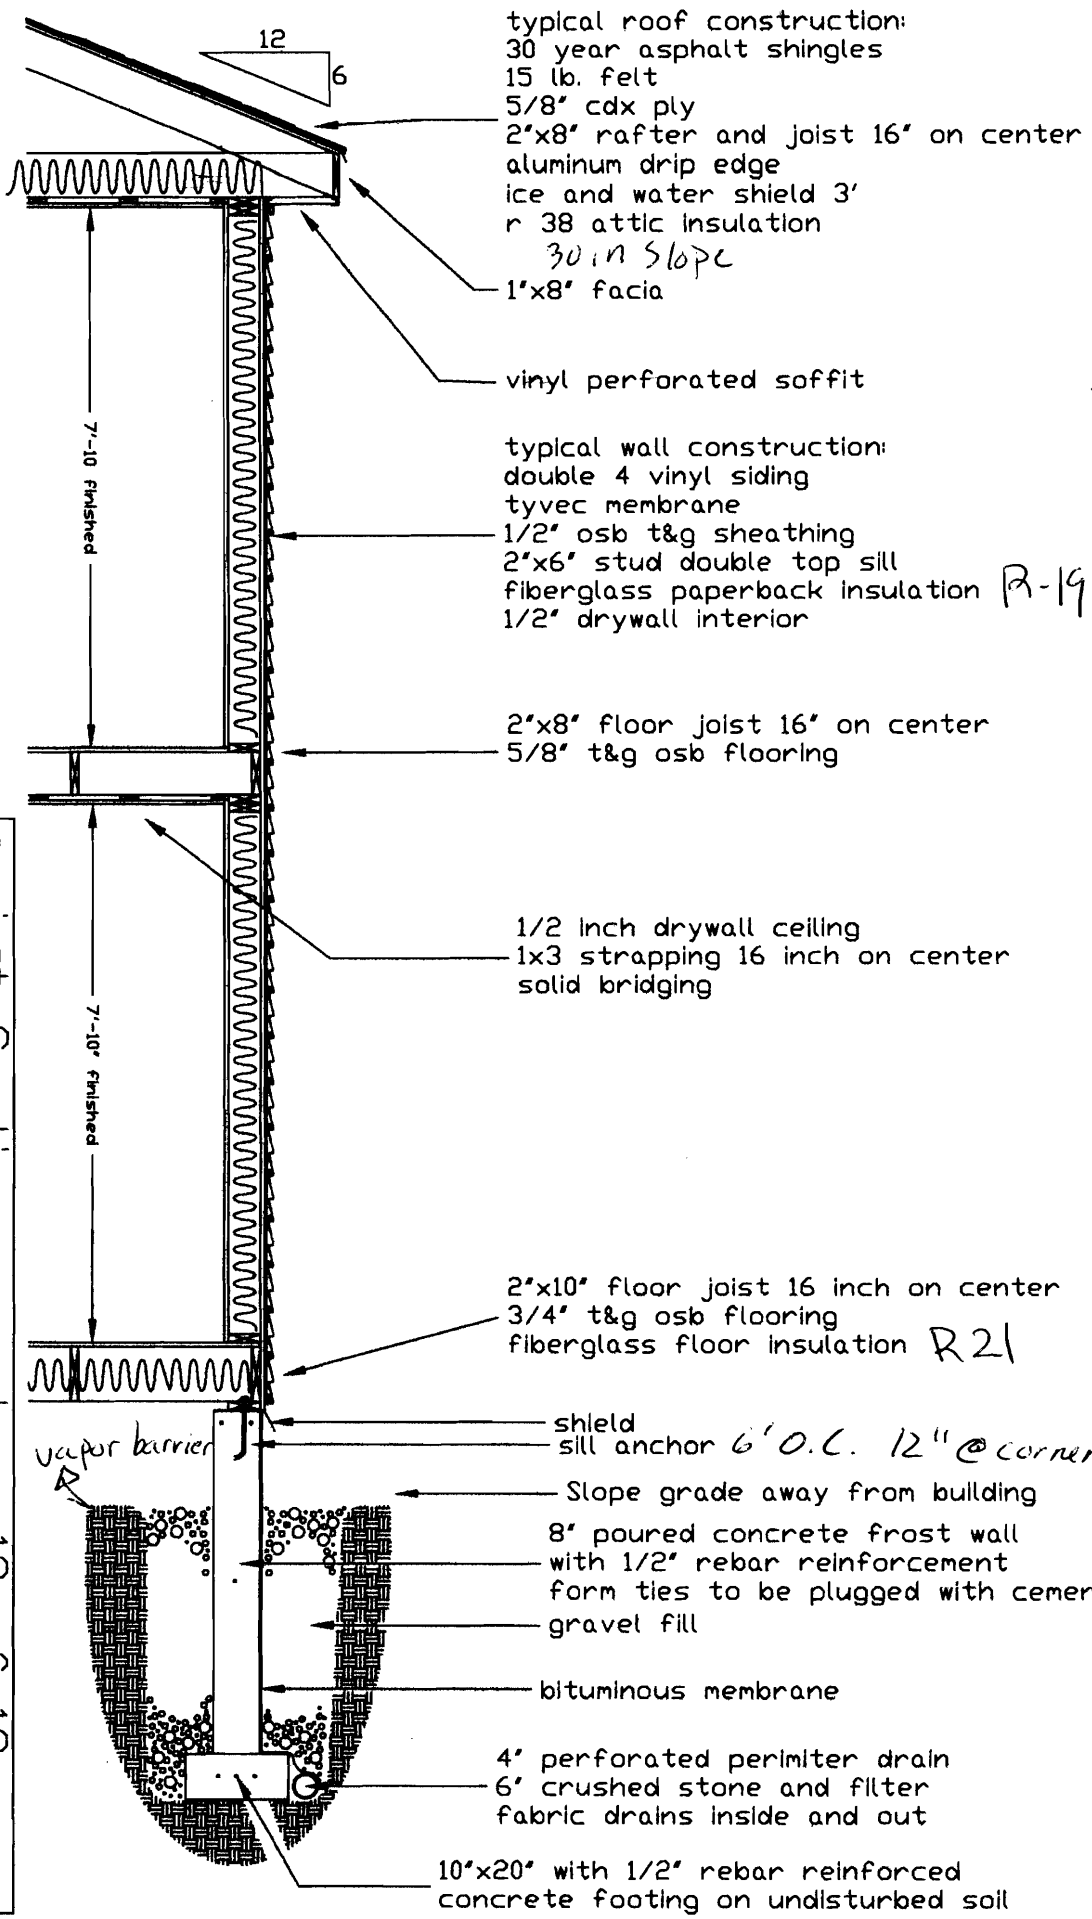 12
6
typical roof construction:
30 year asphalt shingles
15 lb. felt
5/8" cdx ply
2"x8" rafter and joist 16" on center
aluminum drip edge
ice and water shield 3'
r 38 attic insulation
30 in slope
1"x8" facia
vinyl perforated soffit
7'-10 finished
typical wall construction:
double 4 vinyl siding
tyvec membrane
1/2" osb t&g sheathing
2"x6" stud double top sill
fiberglass paperback insulation R-19
1/2" drywall interior
2"x8" floor joist 16" on center
5/8" t&g osb flooring
1/2 inch drywall ceiling
1x3 strapping 16 inch on center
solid bridging
7'-10" finished
2"x10" floor joist 16 inch on center
3/4" t&g osb flooring
fiberglass floor insulation R21
shield
sill anchor 6' O.C. 12" @ corner
vapor barrier
Slope grade away from building
8" poured concrete frost wall
with 1/2" rebar reinforcement
form ties to be plugged with cemen
gravel fill
bituminous membrane
4" perforated perimiter drain
6" crushed stone and filter
fabric drains inside and out
10"x20" with 1/2" rebar reinforced
concrete footing on undisturbed soil